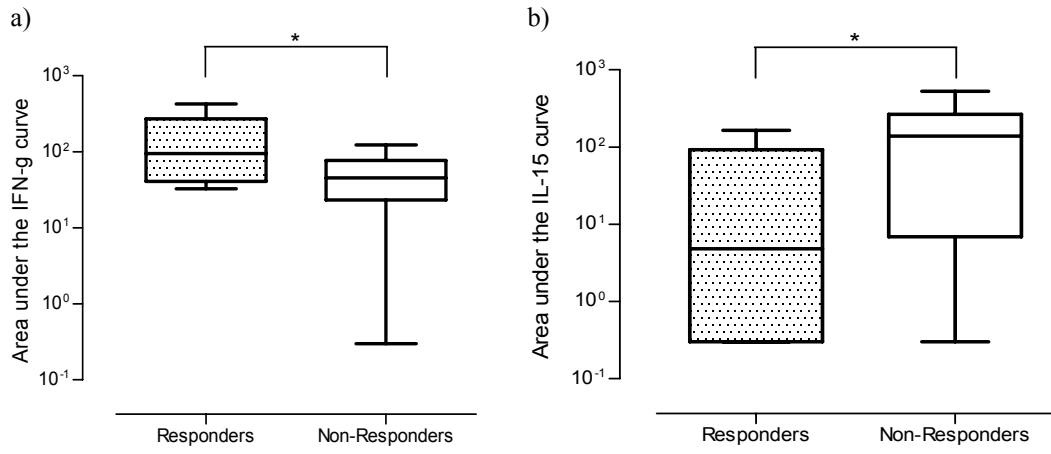 a)
*
Area under the IFN-g curve
10³
10²
10¹
10⁰
10⁻¹
Responders Non-Responders
b)
*
Area under the IL-15 curve
10³
10²
10¹
10⁰
10⁻¹
Responders Non-Responders